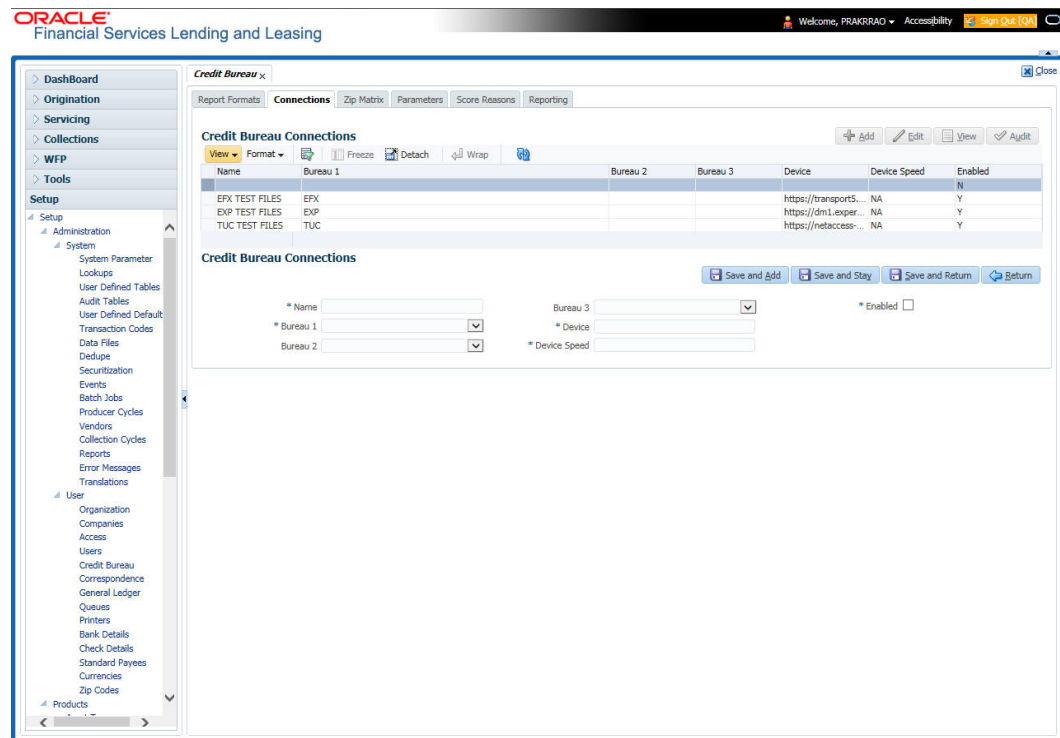 ORACLE
Financial Services Lending and Leasing
Welcome, PRAKRRAO Accessibility Sign Out [QA]
Close
DashBoard
Origination
Servicing
Collections
WFP
Tools
Setup
Setup
Administration
System
System Parameter
Lookups
User Defined Tables
Audit Tables
User Defined Default
Transaction Codes
Data Files
Dedupe
Securitization
Events
Batch Jobs
Producer Cycles
Vendors
Collection Cycles
Reports
Error Messages
Translations
User
Organization
Companies
Access
Users
Credit Bureau
Correspondence
General Ledger
Queues
Printers
Bank Details
Check Details
Standard Payees
Currencies
Zip Codes
Products
Credit Bureau
Report Formats Connections Zip Matrix Parameters Score Reasons Reporting
Credit Bureau Connections
Add Edit View Audit
View Format Freeze Detach Wrap
Name Bureau 1 Bureau 2 Bureau 3 Device Device Speed Enabled
N
EFX TEST FILES EFX https://transport5.... NA Y
EXP TEST FILES EXP https://dm1.exper... NA Y
TUC TEST FILES TUC https://netaccess-... NA Y
Credit Bureau Connections
Save and Add Save and Stay Save and Return Return
* Name Bureau 3 * Enabled
* Bureau 1 * Device
Bureau 2 * Device Speed